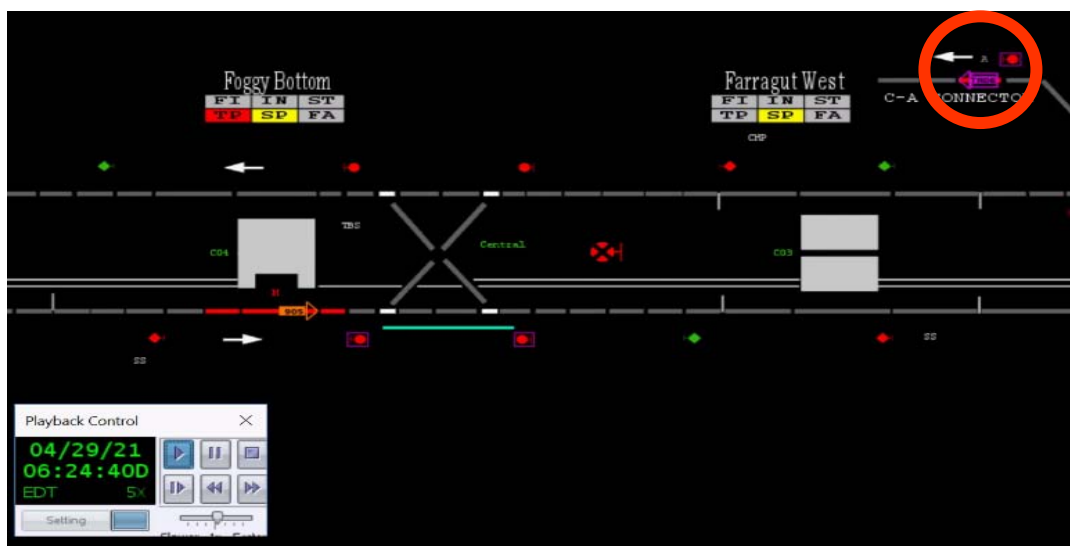 A
Foggy Bottom
Farragut West
FI IN ST
TP SP FA
FI IN ST
TP SP FA
C-A CONNECTOR
CHP
TBS
C04
Central
C03
905
SS
SS
Playback Control
04/29/21
06:24:40D
EDT 5X
Setting